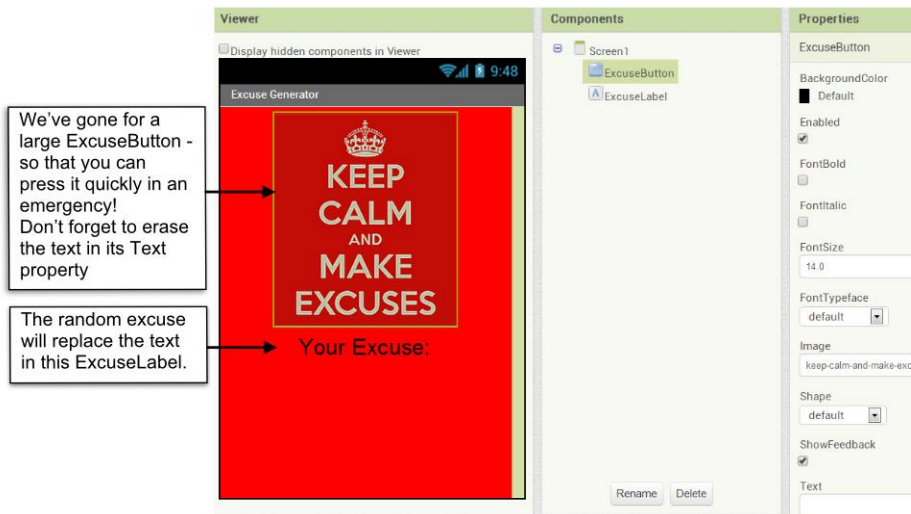 Viewer
Display hidden components in Viewer
9:48
Excuse Generator
KEEP
CALM
AND
MAKE
EXCUSES
Your Excuse:
We've gone for a
large ExcuseButton -
so that you can
press it quickly in an
emergency!
Don't forget to erase
the text in its Text
property
The random excuse
will replace the text
in this ExcuseLabel.
Components
Screen1
ExcuseButton
A ExcuseLabel
Rename Delete
Properties
ExcuseButton
BackgroundColor
Default
Enabled
FontBold
FontItalic
FontSize
14.0
FontTypeface
default
Image
keep-calm-and-make-exc
Shape
default
ShowFeedback
Text